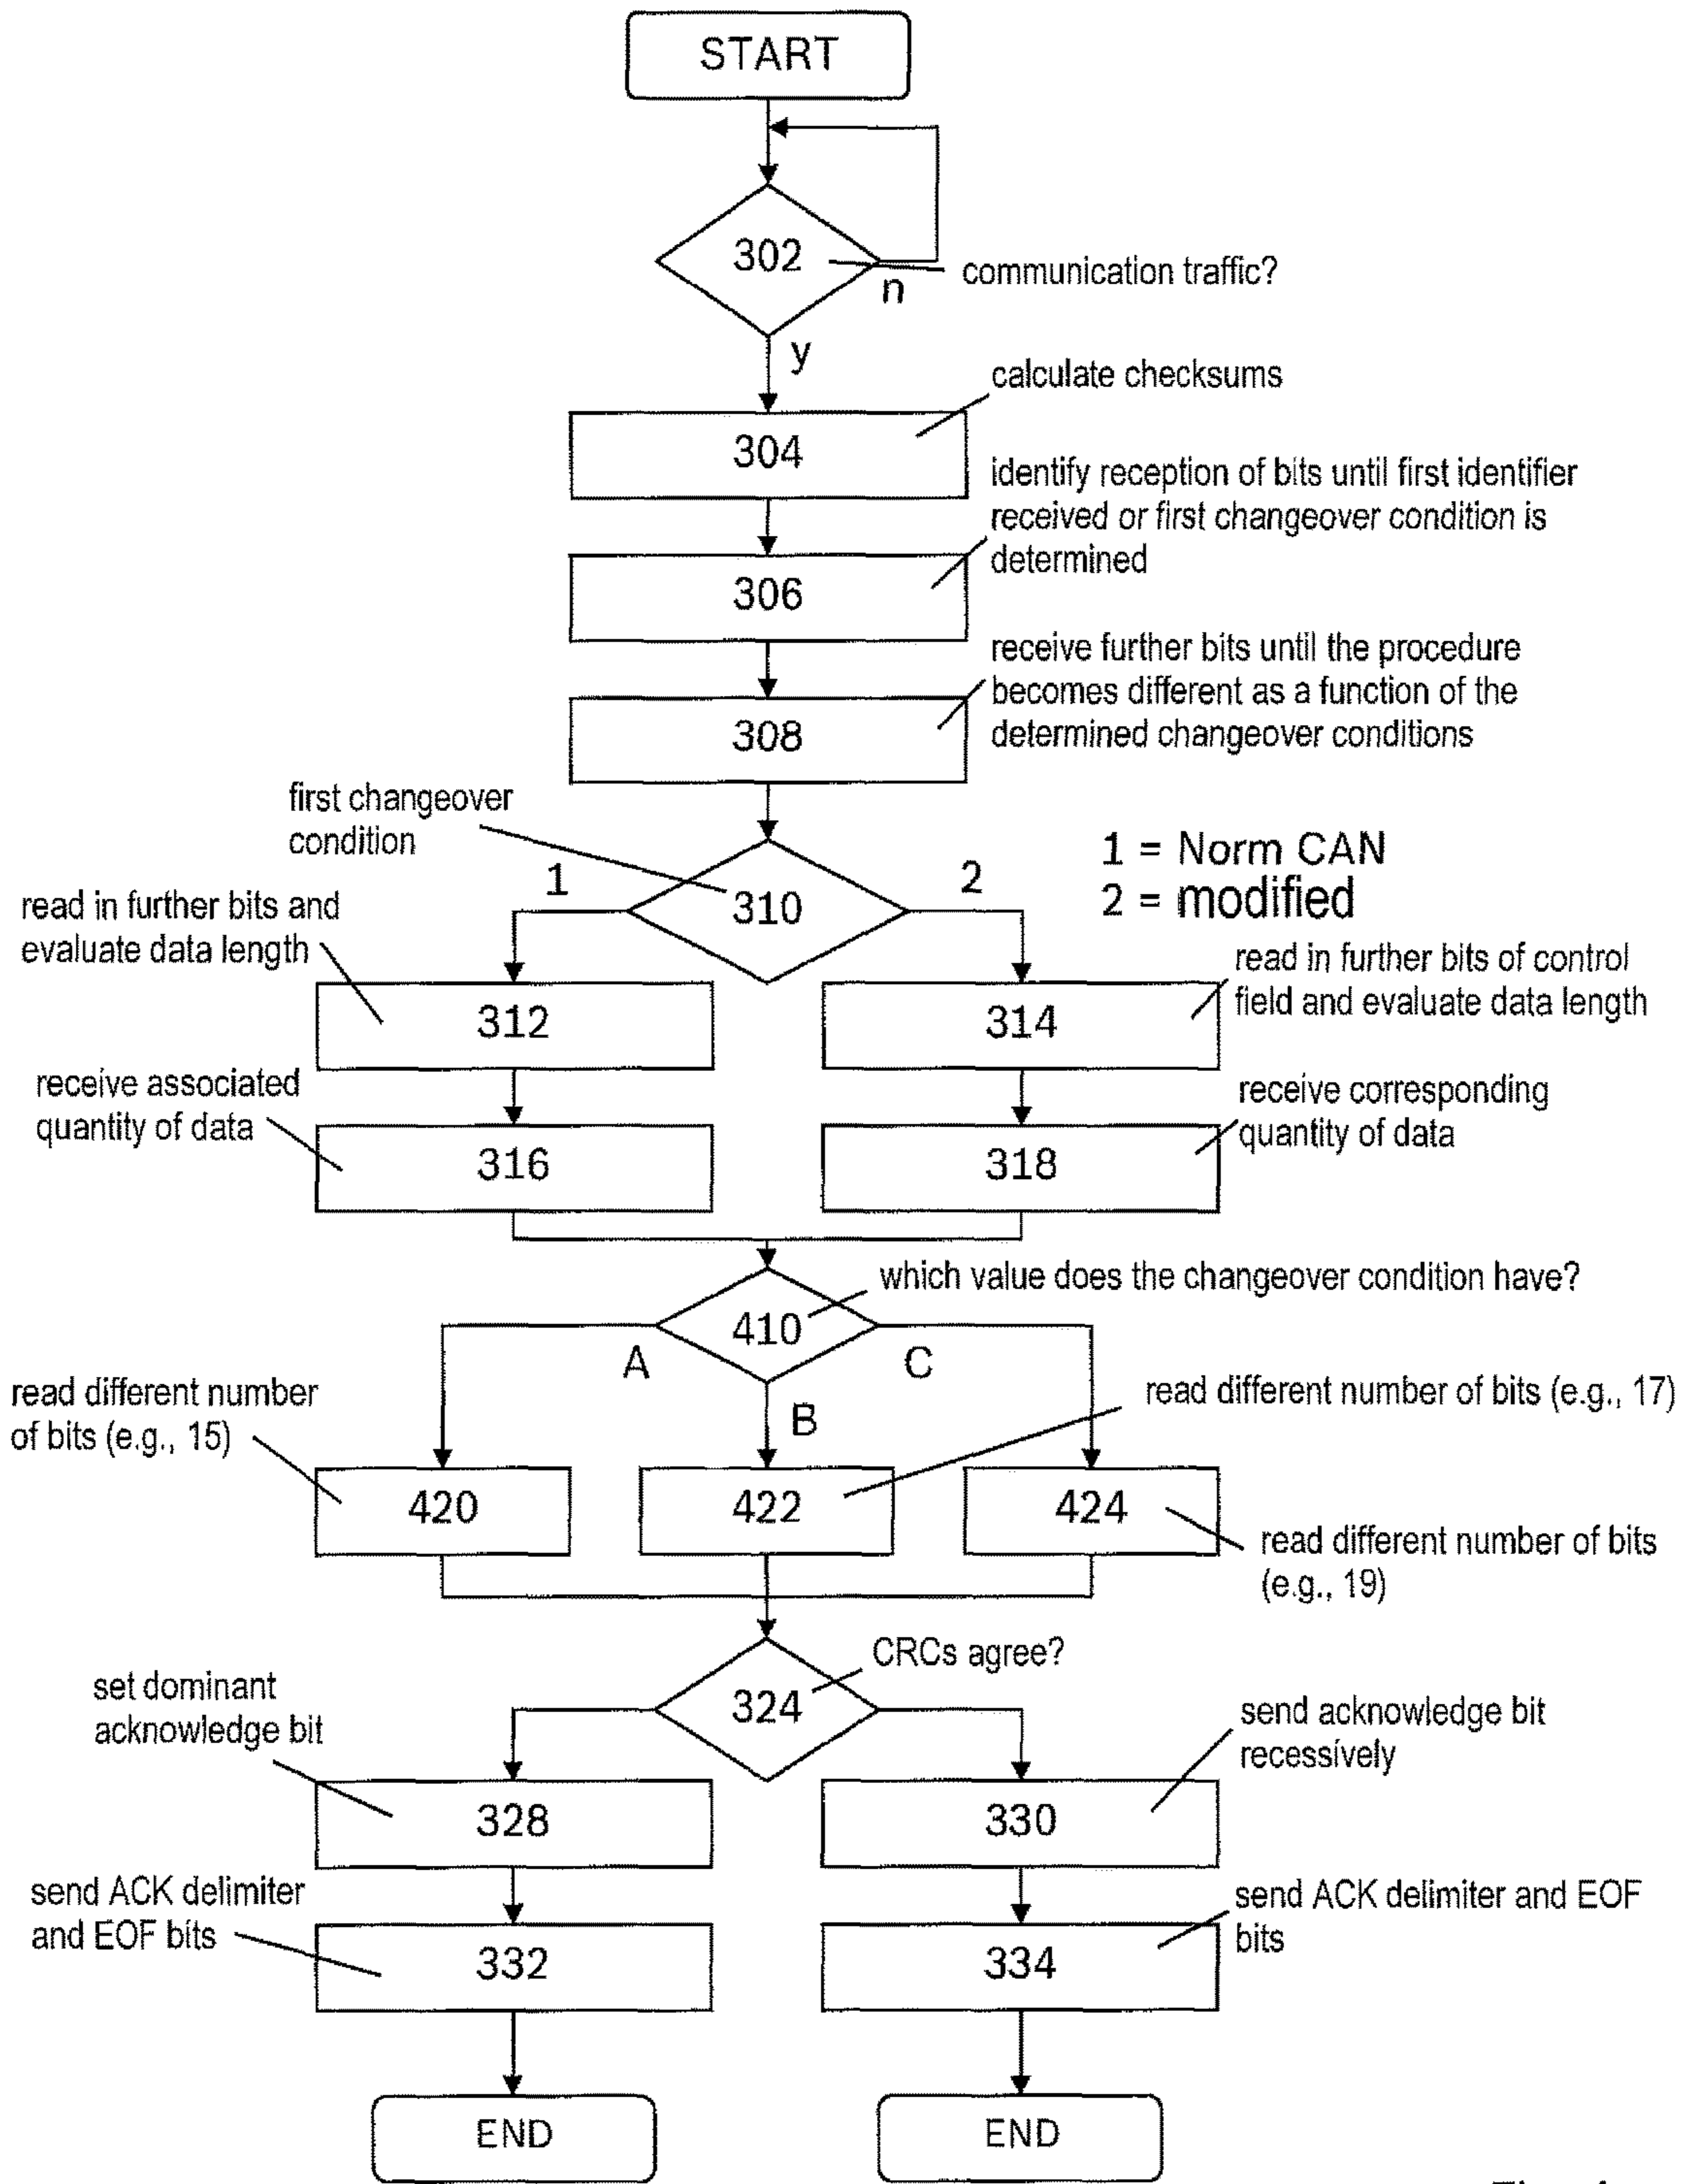 START
302
communication traffic?
n
y
calculate checksums
304
identify reception of bits until first identifier
received or first changeover condition is
determined
306
receive further bits until the procedure
becomes different as a function of the
determined changeover conditions
308
first changeover
condition
1 = Norm CAN
2 = modified
1
2
310
read in further bits and
evaluate data length
read in further bits of control
field and evaluate data length
312
314
receive associated
quantity of data
receive corresponding
quantity of data
316
318
which value does the changeover condition have?
410
A
B
C
read different number
of bits (e.g., 15)
read different number of bits (e.g., 17)
420
422
424
read different number of bits
(e.g., 19)
CRCs agree?
324
set dominant
acknowledge bit
send acknowledge bit
recessively
328
330
send ACK delimiter
and EOF bits
send ACK delimiter and EOF
bits
332
334
END
END